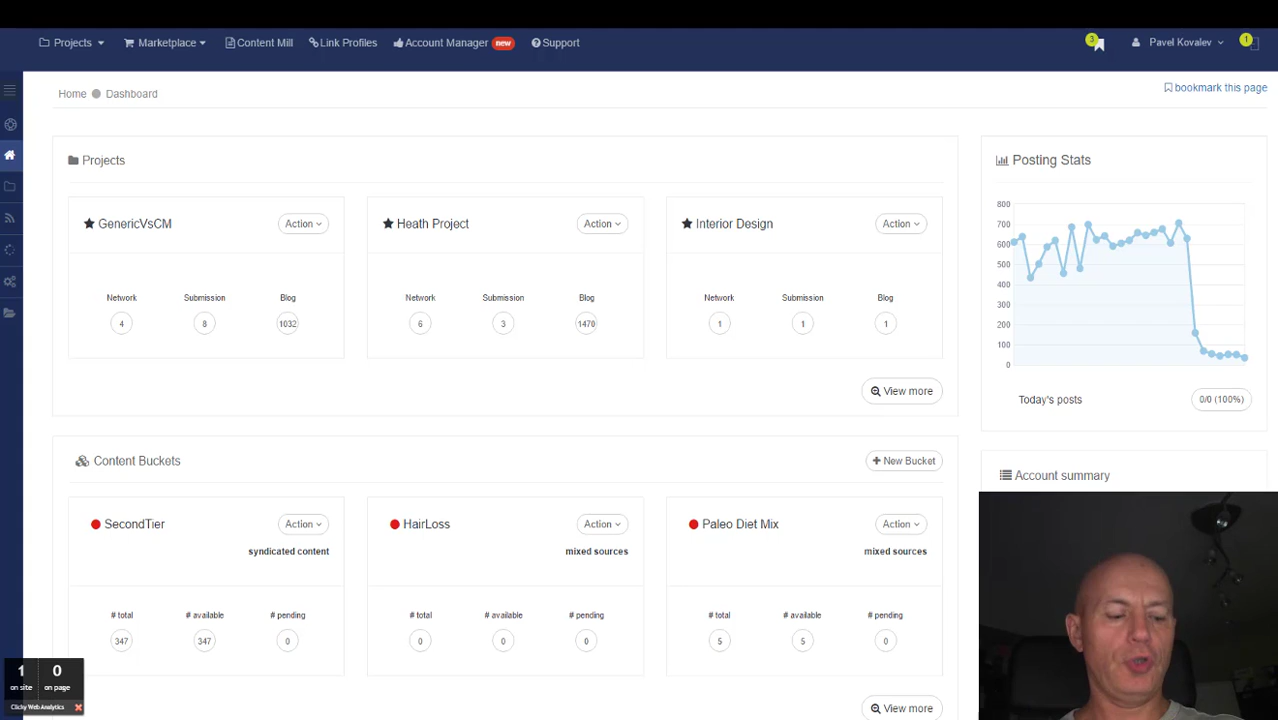 Projects Marketplace Content Mill Link Profiles Account Manager new Support 3 Pavel Kovalev 1
Home Dashboard
bookmark this page
Projects
GenericVsCM Action
Network Submission Blog
4 8 1032
Heath Project Action
Network Submission Blog
6 3 1470
Interior Design Action
Network Submission Blog
1 1 1
View more
Posting Stats
800
700
600
500
400
300
200
100
0
Today's posts 0/0 (100%)
Content Buckets + New Bucket
SecondTier Action
syndicated content
# total # available # pending
347 347 0
HairLoss Action
mixed sources
# total # available # pending
0 0 0
Paleo Diet Mix Action
mixed sources
# total # available # pending
5 5 0
View more
Account summary
1 0
on site on page
Clicky Web Analytics